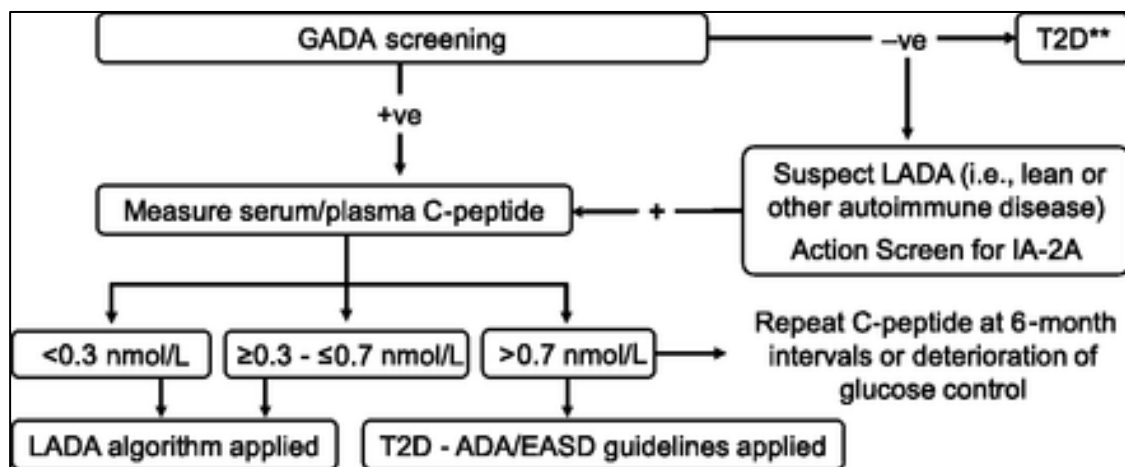 GADA screening
–ve
T2D**
+ve
Suspect LADA (i.e., lean or
other autoimmune disease)
Action Screen for IA-2A
Measure serum/plasma C-peptide
+
<0.3 nmol/L
≥0.3 - ≤0.7 nmol/L
>0.7 nmol/L
Repeat C-peptide at 6-month
intervals or deterioration of
glucose control
LADA algorithm applied
T2D - ADA/EASD guidelines applied